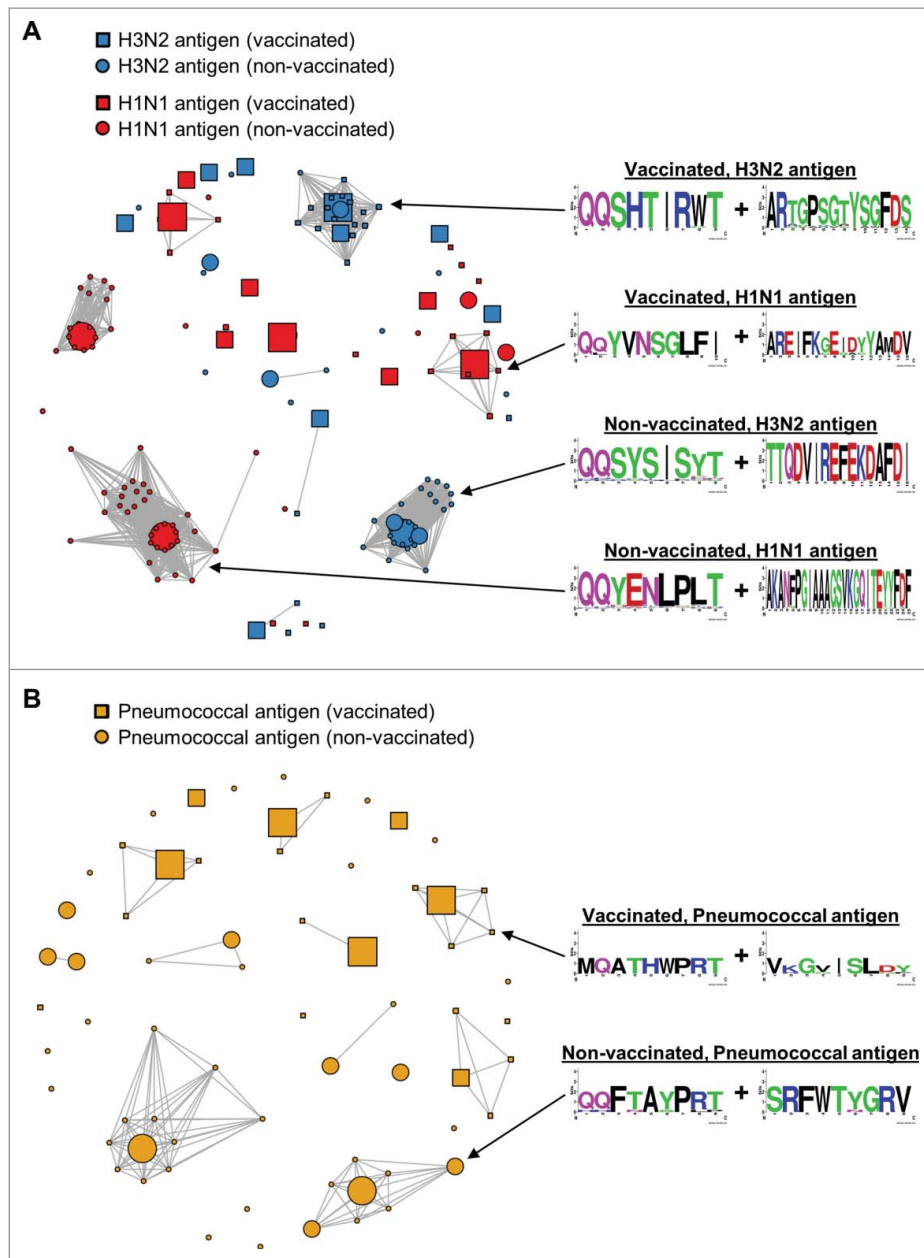 A
H3N2 antigen (vaccinated)
H3N2 antigen (non-vaccinated)
H1N1 antigen (vaccinated)
H1N1 antigen (non-vaccinated)
Vaccinated, H3N2 antigen
QQSHTIRWT + ARTGPSGTYSGFDS
Vaccinated, H1N1 antigen
QQYVNSGLFI + AREIFKGEIDYYAMDV
Non-vaccinated, H3N2 antigen
QQSYSISYT + TTQDVIREFEKDAFDI
Non-vaccinated, H1N1 antigen
QQYENLPLT + AKANFPGIAAAGSVKGQITEYYFDF
B
Pneumococcal antigen (vaccinated)
Pneumococcal antigen (non-vaccinated)
Vaccinated, Pneumococcal antigen
MQATHWPRT + VKGVISLDY
Non-vaccinated, Pneumococcal antigen
QQFTAYPRT + SRFWTYGRV